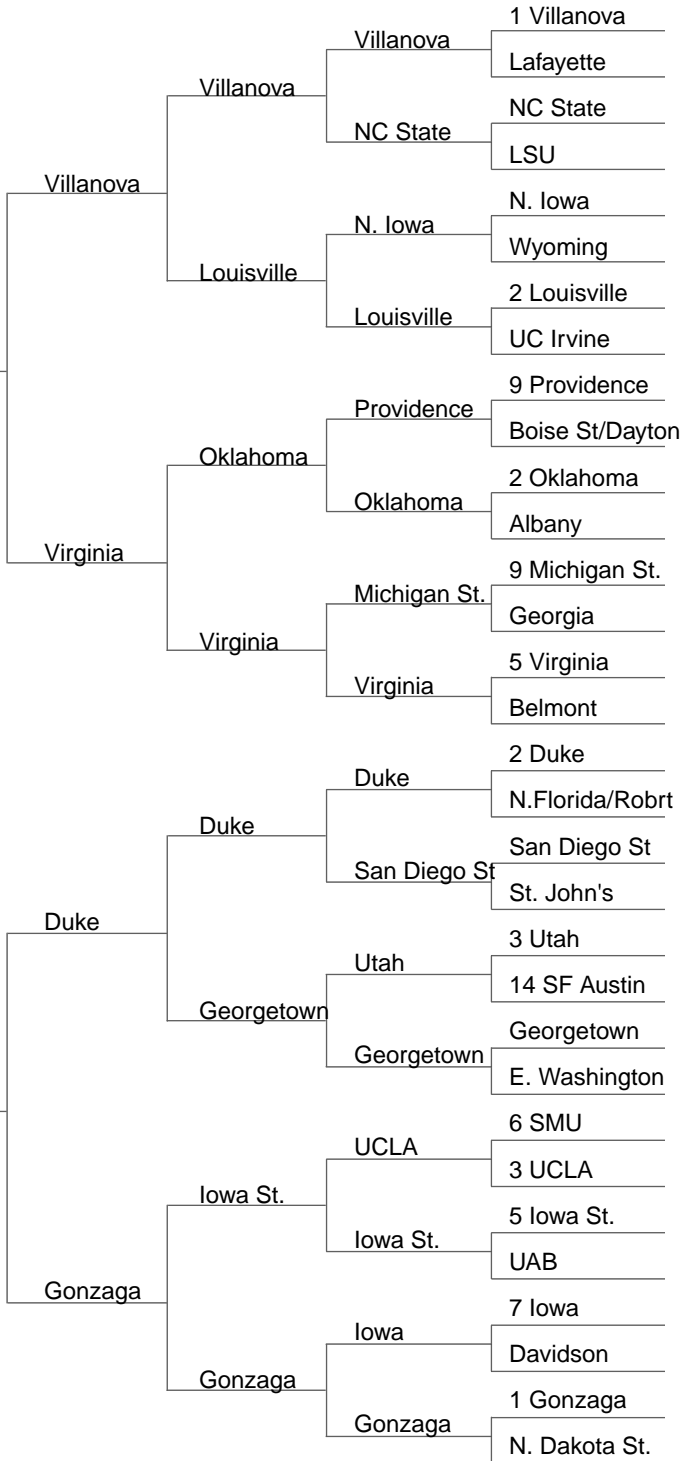 1 Villanova
Villanova
Lafayette
Villanova
NC State
NC State
LSU
Villanova
N. Iowa
N. Iowa
Wyoming
Louisville
2 Louisville
Louisville
UC Irvine
9 Providence
Providence
Boise St/Dayton
Oklahoma
2 Oklahoma
Oklahoma
Albany
Virginia
9 Michigan St.
Michigan St.
Georgia
Virginia
5 Virginia
Virginia
Belmont
2 Duke
Duke
N.Florida/Robrt
Duke
San Diego St
San Diego St
St. John's
Duke
3 Utah
Utah
14 SF Austin
Georgetown
Georgetown
Georgetown
E. Washington
6 SMU
UCLA
3 UCLA
Iowa St.
5 Iowa St.
Iowa St.
UAB
Gonzaga
7 Iowa
Iowa
Davidson
Gonzaga
1 Gonzaga
Gonzaga
N. Dakota St.